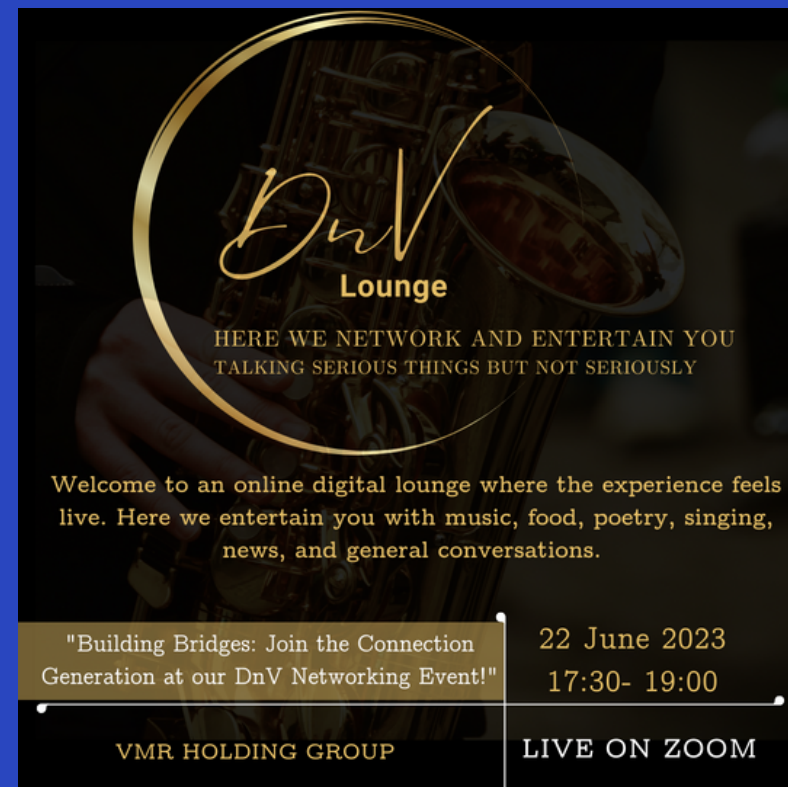 DnV
Lounge
HERE WE NETWORK AND ENTERTAIN YOU
TALKING SERIOUS THINGS BUT NOT SERIOUSLY
Welcome to an online digital lounge where the experience feels
live. Here we entertain you with music, food, poetry, singing,
news, and general conversations.
"Building Bridges: Join the Connection
Generation at our DnV Networking Event!"
22 June 2023
17:30- 19:00
VMR HOLDING GROUP
LIVE ON ZOOM